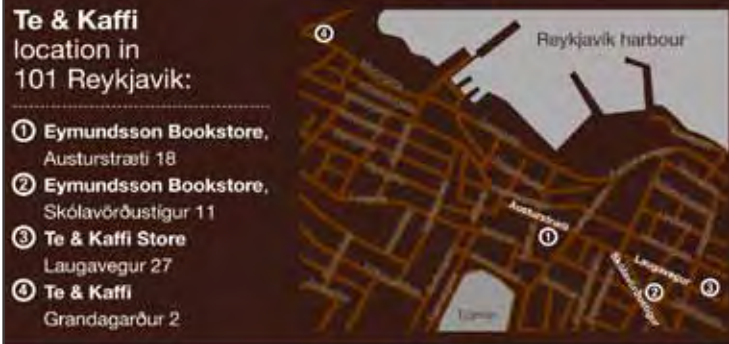 Te & Kaffi
location in
101 Reykjavik:
① Eymundsson Bookstore,
Austurstræti 18
② Eymundsson Bookstore,
Skólavörðustígur 11
③ Te & Kaffi Store
Laugavegur 27
④ Te & Kaffi
Grandagarður 2
④
Reykjavík harbour
Austurstræti
①
Laugavegur
Skólavörðustígur
②
③
Tjörnin